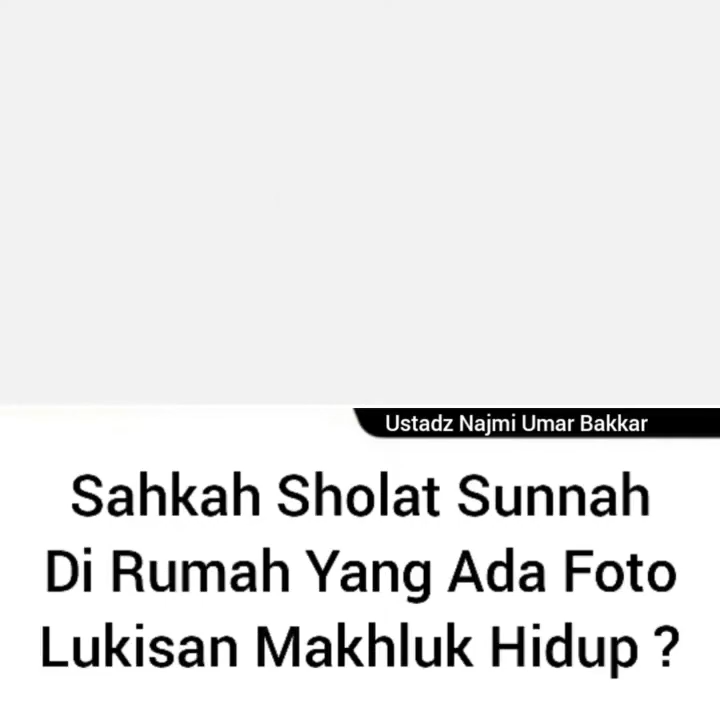 Ustadz Najmi Umar Bakkar
Sahkah Sholat Sunnah
Di Rumah Yang Ada Foto
Lukisan Makhluk Hidup ?